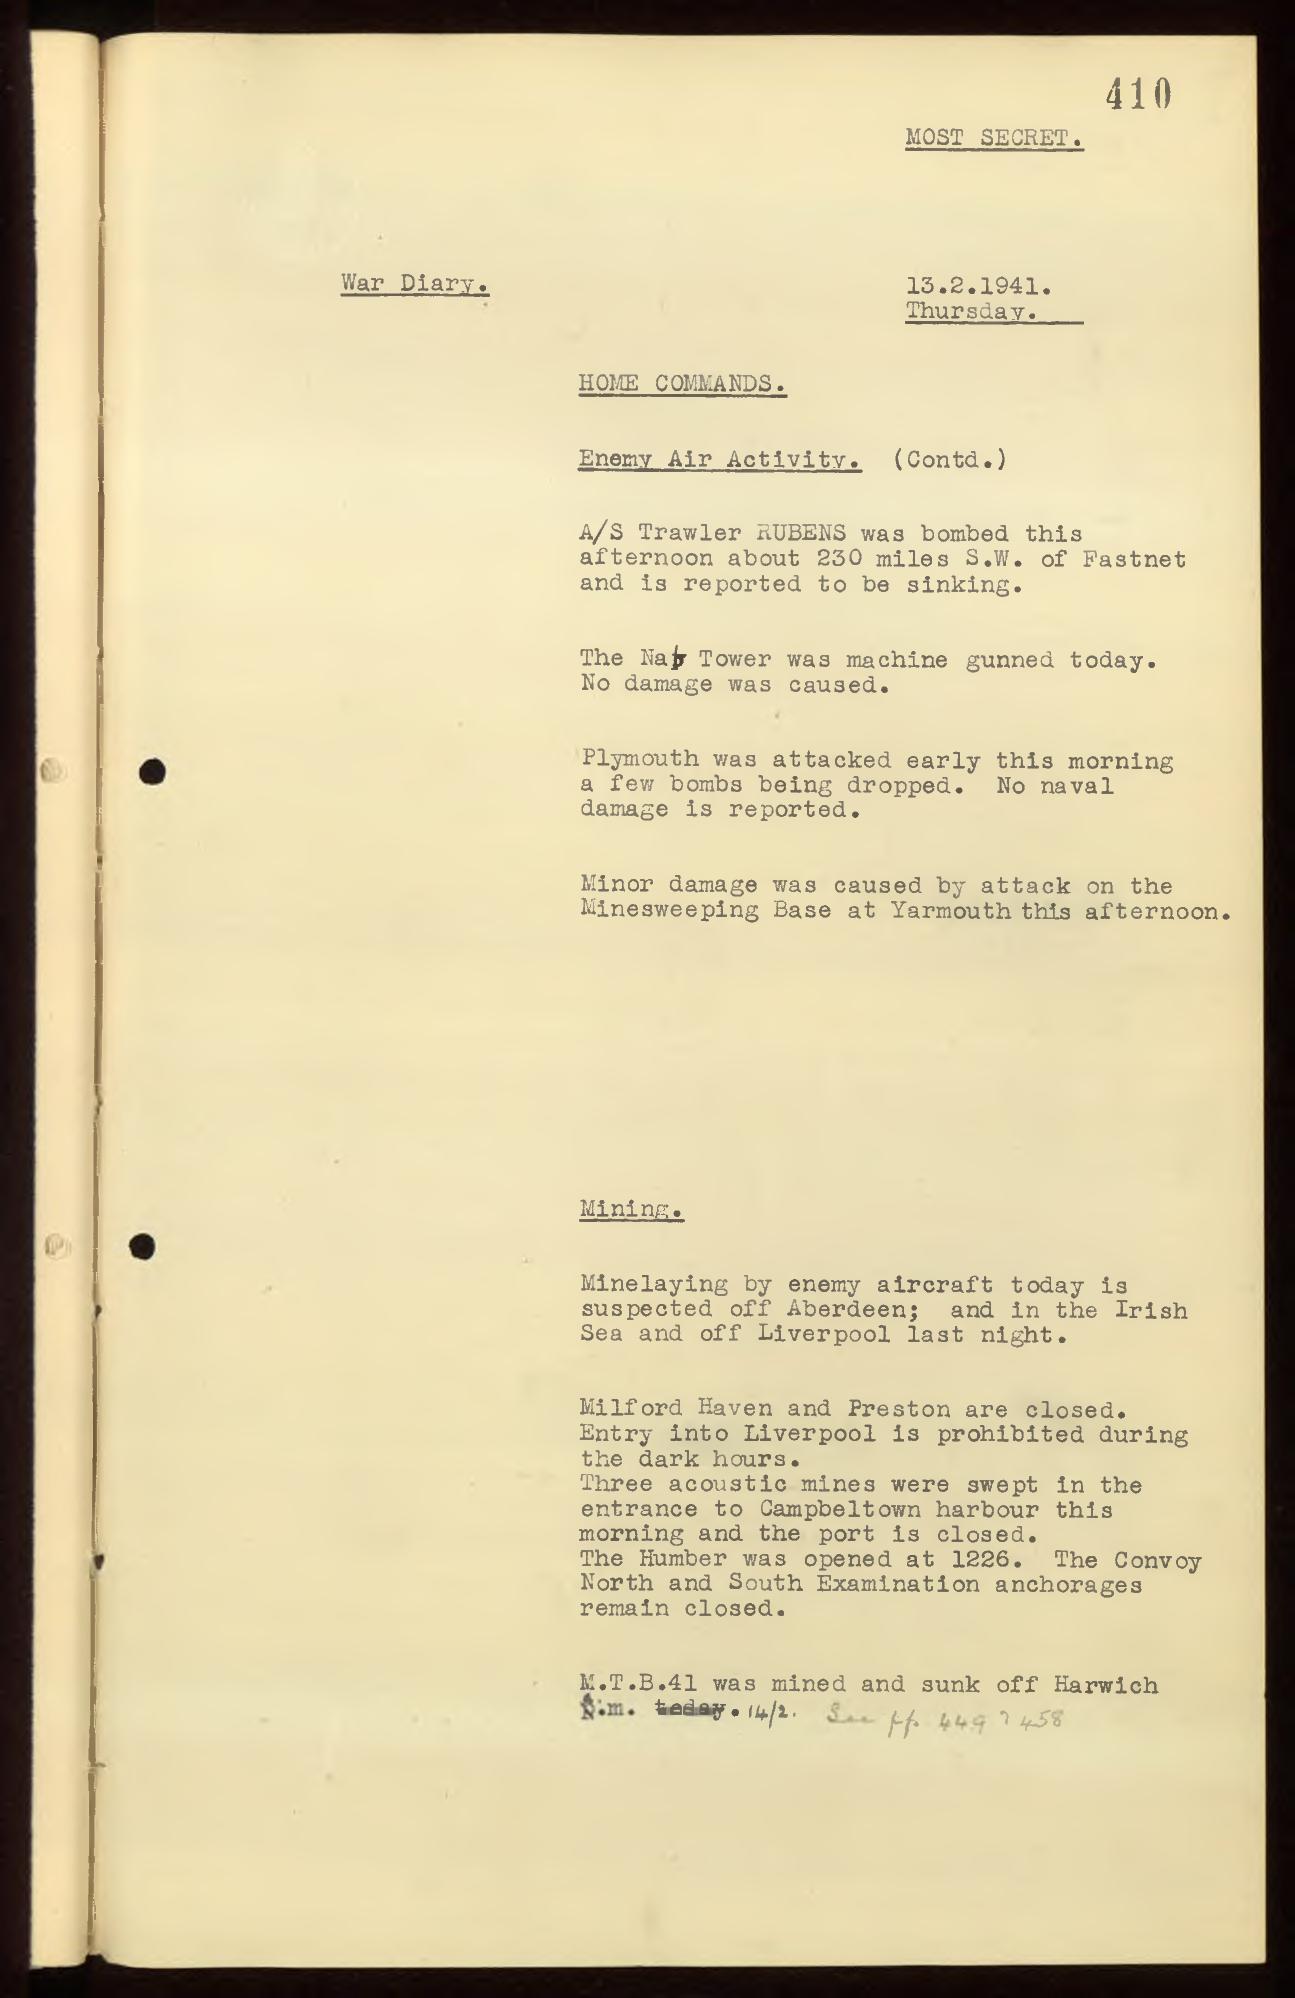 410
MOST SECRET.
War Diary.
13.2.1941.
Thursday.
HOME COMMANDS.
Enemy Air Activity. (Contd.)
A/S Trawler RUBENS was bombed this
afternoon about 230 miles S.W. of Fastnet
and is reported to be sinking.
The Nab Tower was machine gunned today.
No damage was caused.
Plymouth was attacked early this morning
a few bombs being dropped. No naval
damage is reported.
Minor damage was caused by attack on the
Minesweeping Base at Yarmouth this afternoon.
Mining.
Minelaying by enemy aircraft today is
suspected off Aberdeen; and in the Irish
Sea and off Liverpool last night.
Milford Haven and Preston are closed.
Entry into Liverpool is prohibited during
the dark hours.
Three acoustic mines were swept in the
entrance to Campbeltown harbour this
morning and the port is closed.
The Humber was opened at 1226. The Convoy
North and South Examination anchorages
remain closed.
M.T.B.41 was mined and sunk off Harwich
today. 14/2. See pp. 449 458